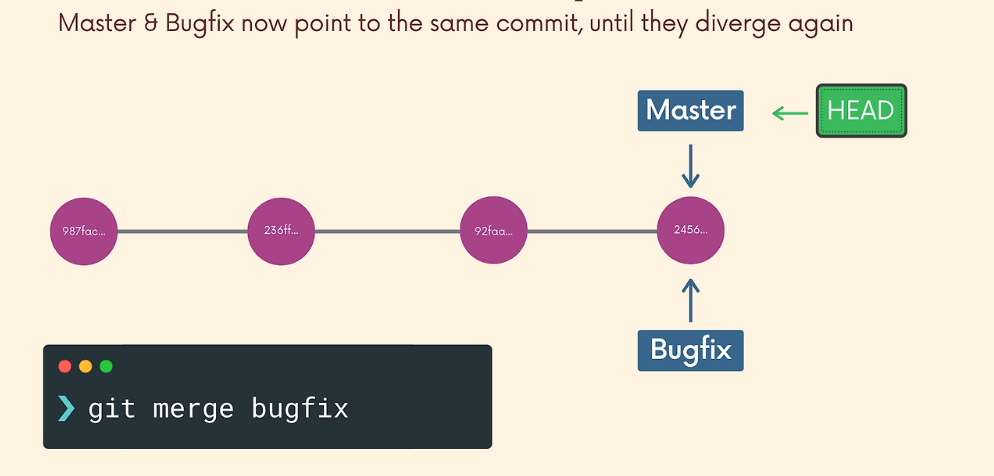 Master & Bugfix now point to the same commit, until they diverge again
Master
HEAD
987fac...
236ff...
92faa...
2456...
Bugfix
❯ git merge bugfix